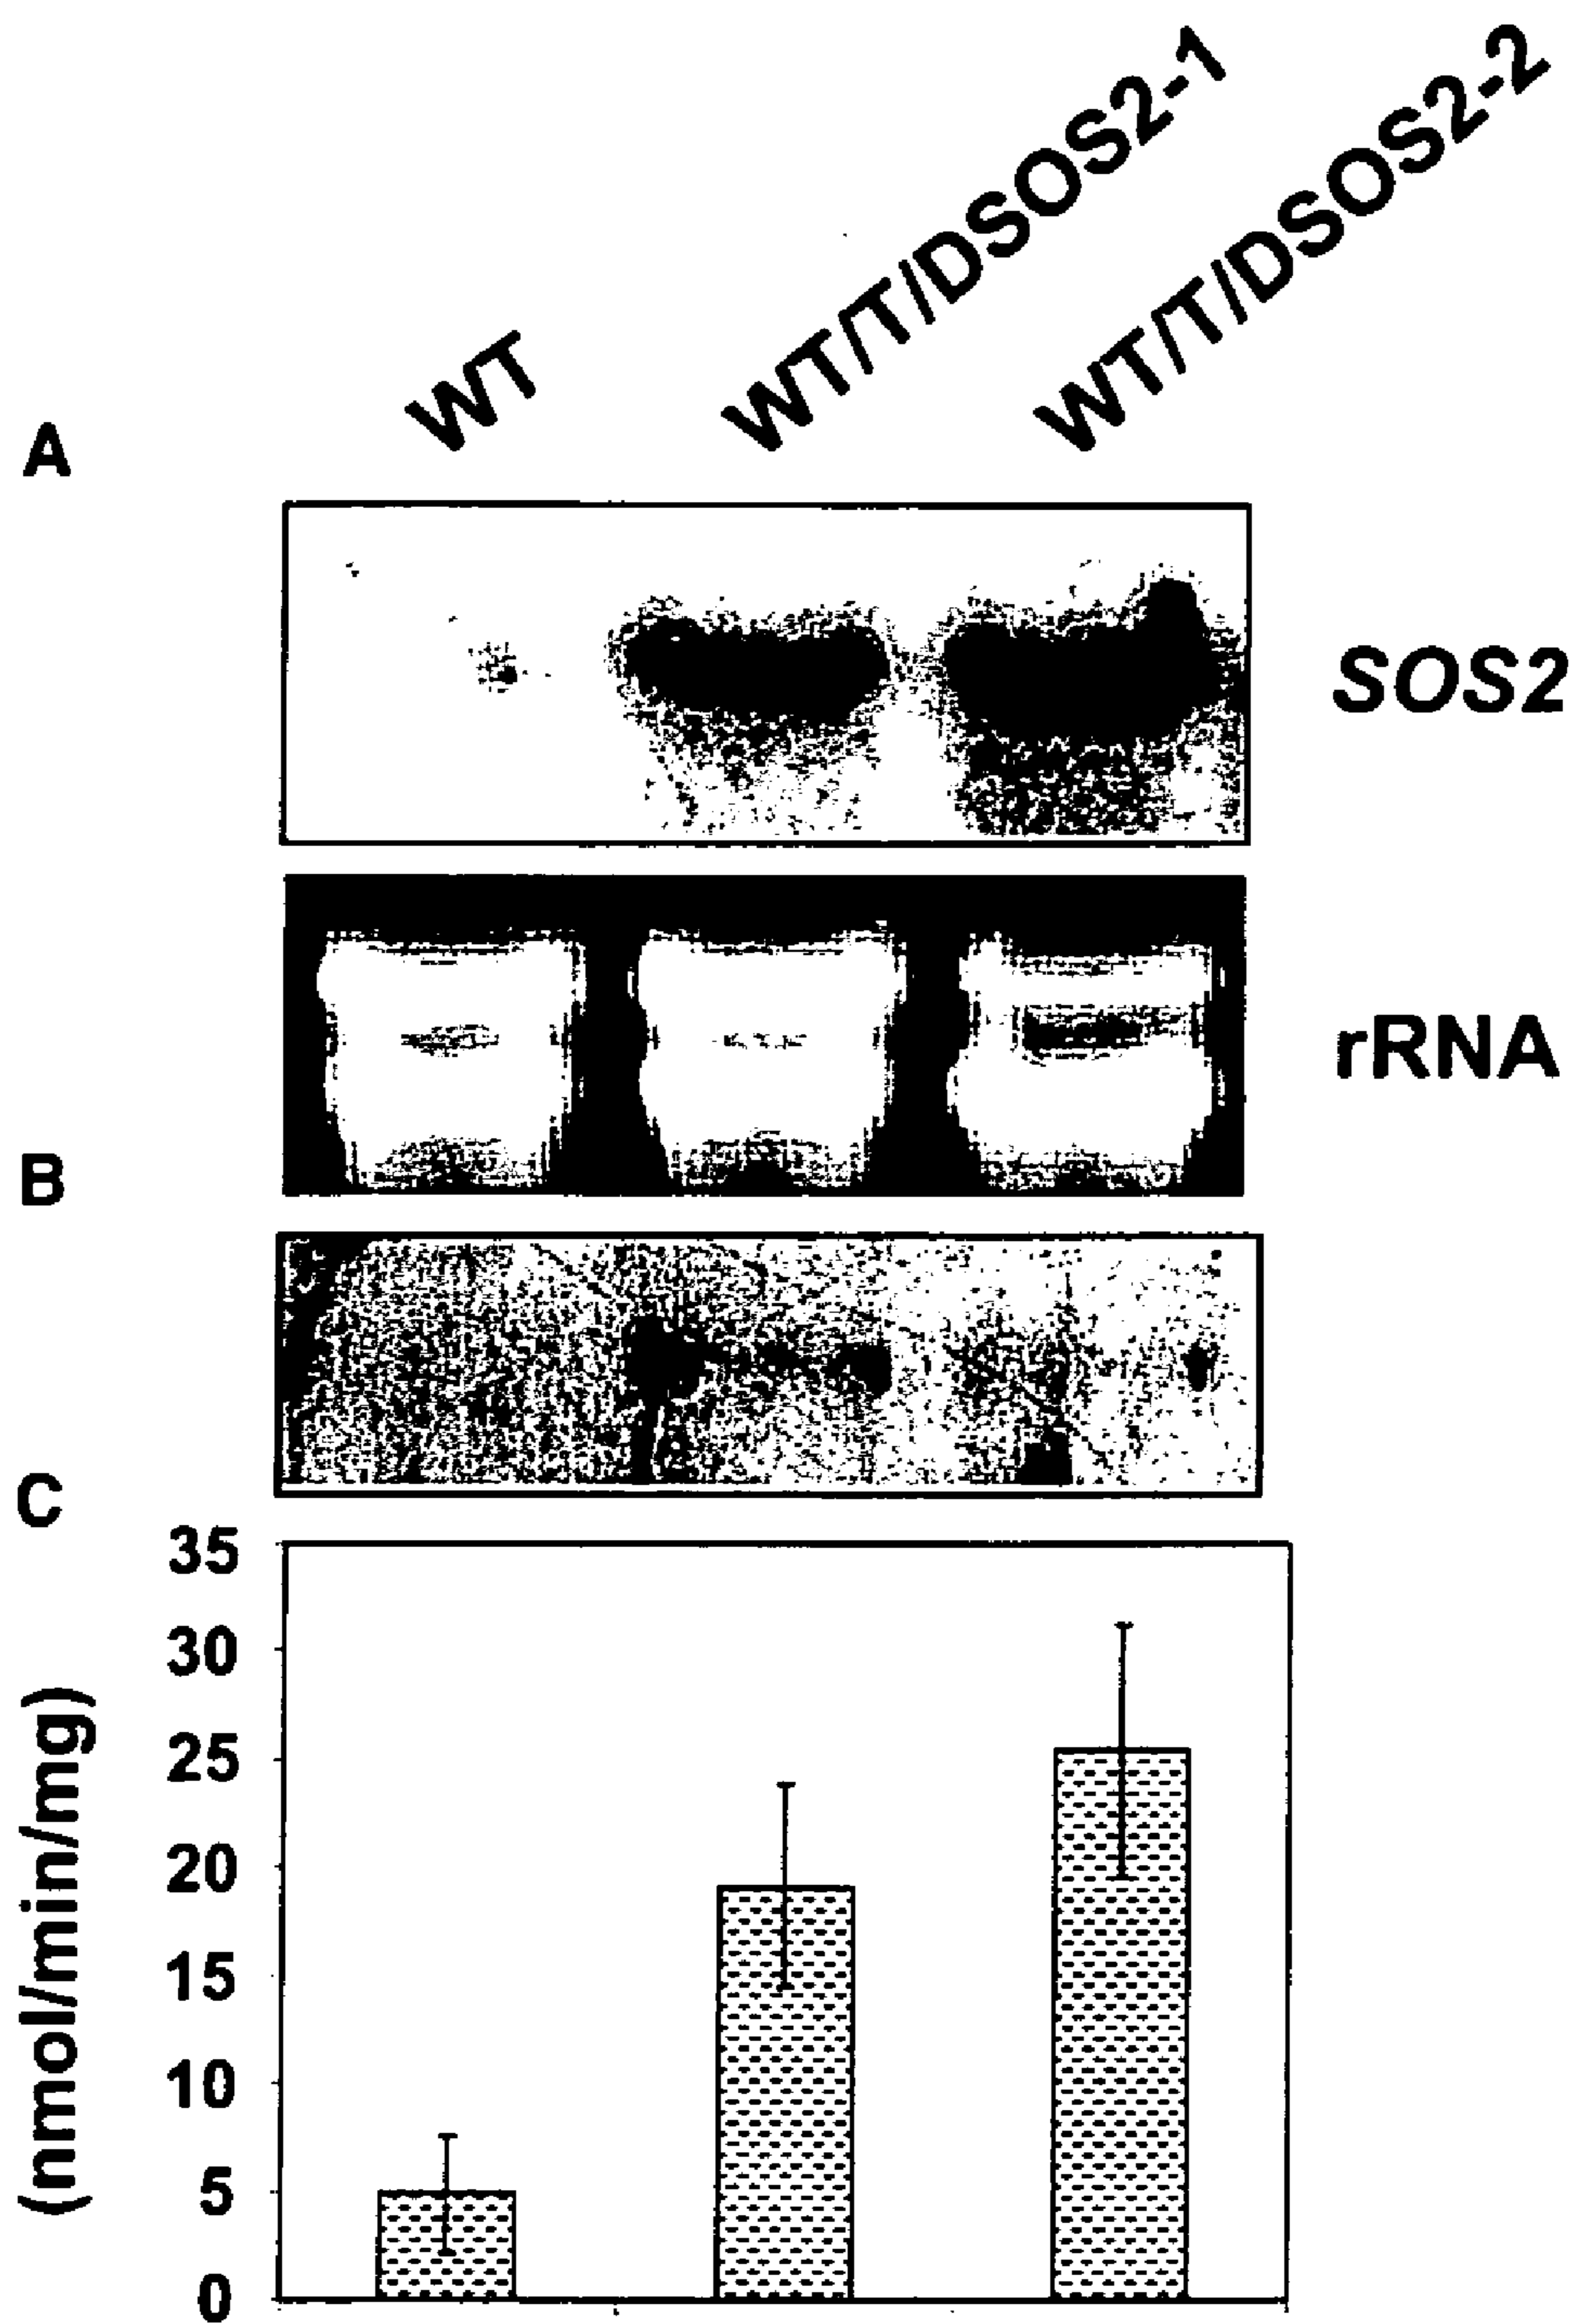 WT
WT/T/DSOS2-1
WT/T/DSOS2-2
A
SOS2
rRNA
B
C
35
30
25
20
15
10
5
0
(nmol/min/mg)